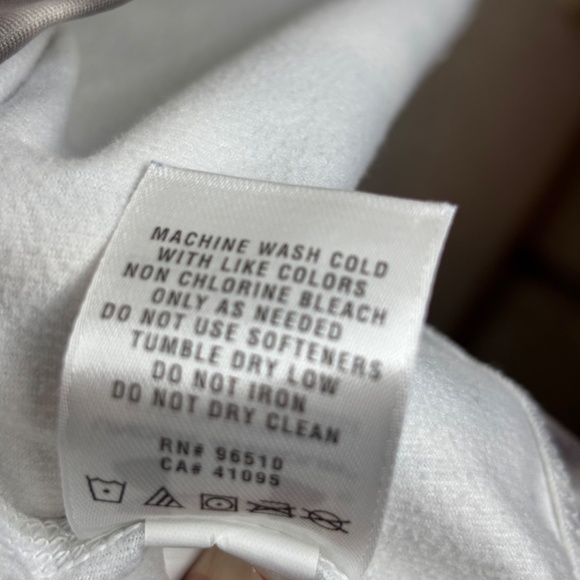 MACHINE WASH COLD
WITH LIKE COLORS
NON CHLORINE BLEACH
ONLY AS NEEDED
DO NOT USE SOFTENERS
TUMBLE DRY LOW
DO NOT IRON
DO NOT DRY CLEAN
RN# 96510
CA# 41095